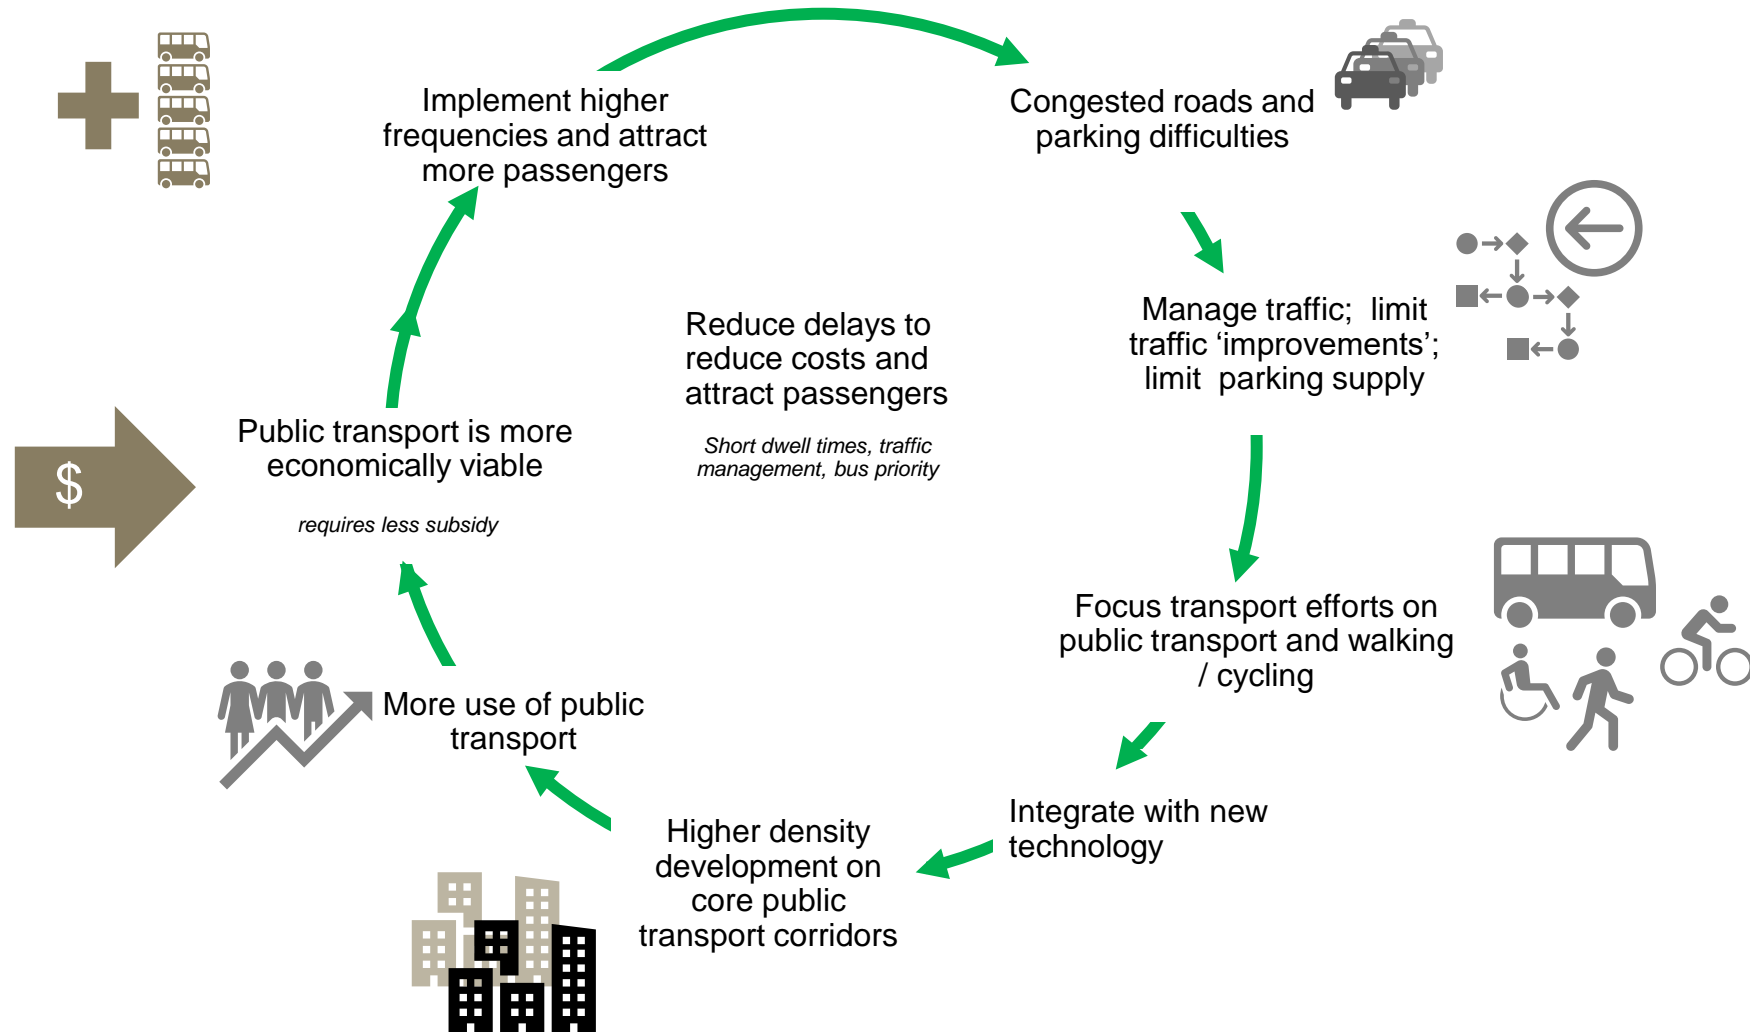 Implement higher
frequencies and attract
more passengers
Congested roads and
parking difficulties
Manage traffic;  limit
traffic ‘improvements’;
limit  parking supply
Reduce delays to
reduce costs and
attract passengers
Short dwell times, traffic
management, bus priority
$
Public transport is more
economically viable
requires less subsidy
Focus transport efforts on
public transport and walking
/ cycling
More use of public
transport
Integrate with new
technology
Higher density
development on
core public
transport corridors